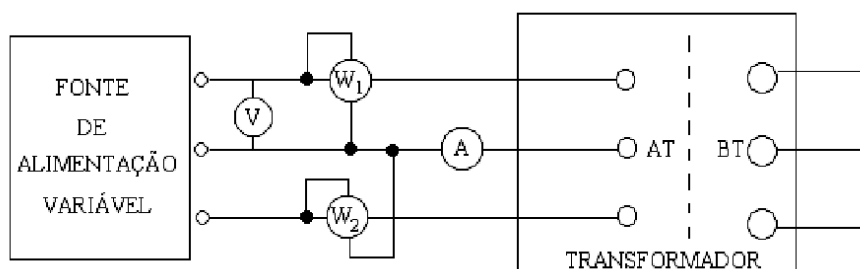 FONTE
DE
ALIMENTAÇÃO
VARIÁVEL
V
W1
W2
A
AT
BT
TRANSFORMADOR